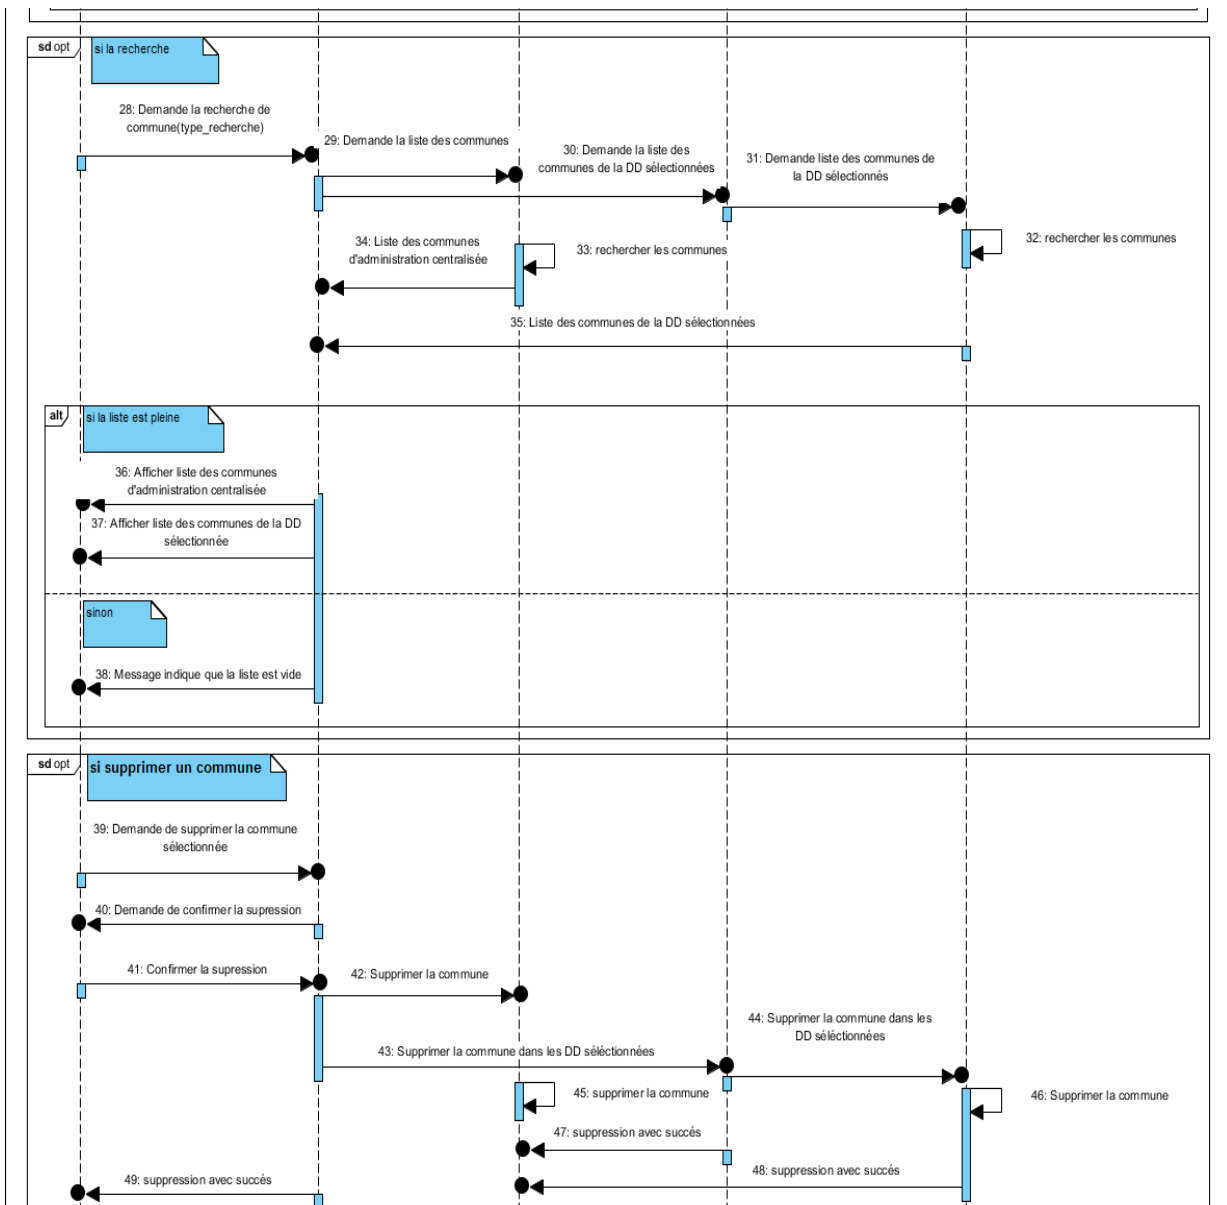 sd opt
si la recherche
28: Demande la recherche de
commune(type_recherche)
29: Demande la liste des communes
30: Demande la liste des
communes de la DD sélectionnées
31: Demande liste des communes de
la DD sélectionnés
34: Liste des communes
d'administration centralisée
33: rechercher les communes
32: rechercher les communes
35: Liste des communes de la DD sélectionnées
alt
si la liste est pleine
36: Afficher liste des communes
d'administration centralisée
37: Afficher liste des communes de la DD
sélectionnée
sinon
38: Message indique que la liste est vide
sd opt
si supprimer un commune
39: Demande de supprimer la commune
sélectionnée
40: Demande de confirmer la supression
41: Confirmer la supression
42: Supprimer la commune
44: Supprimer la commune dans les
DD séléctionnées
43: Supprimer la commune dans les DD séléctionnées
45: supprimer la commune
46: Supprimer la commune
47: suppression avec succés
48: suppression avec succés
49: suppression avec succés